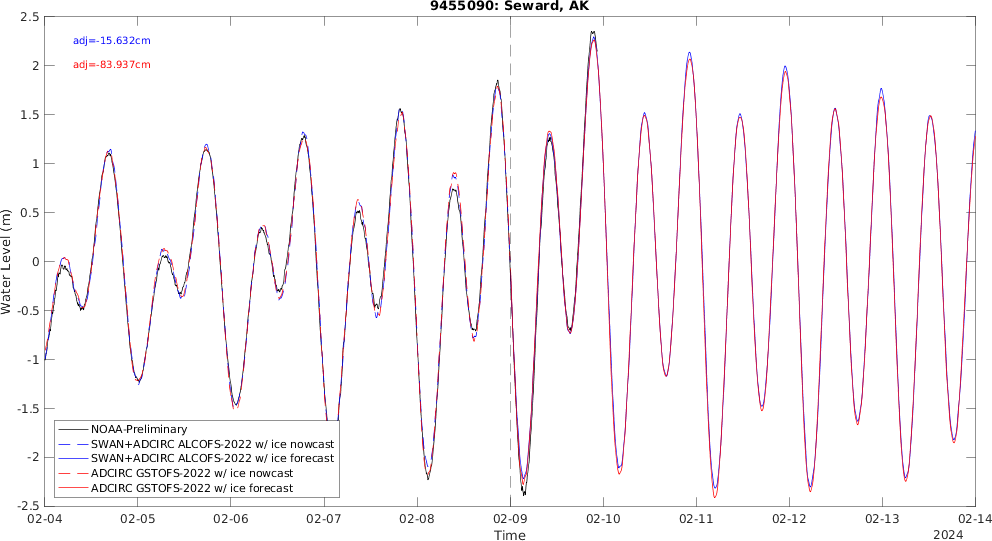 9455090: Seward, AK
adj=-15.632cm
adj=-83.937cm
2.5
2
1.5
1
0.5
0
-0.5
-1
-1.5
-2
-2.5
Water Level (m)
NOAA-Preliminary
SWAN+ADCIRC ALCOFS-2022 w/ ice nowcast
SWAN+ADCIRC ALCOFS-2022 w/ ice forecast
ADCIRC GSTOFS-2022 w/ ice nowcast
ADCIRC GSTOFS-2022 w/ ice forecast
02-04 02-05 02-06 02-07 02-08 02-09 02-10 02-11 02-12 02-13 02-14
Time
2024